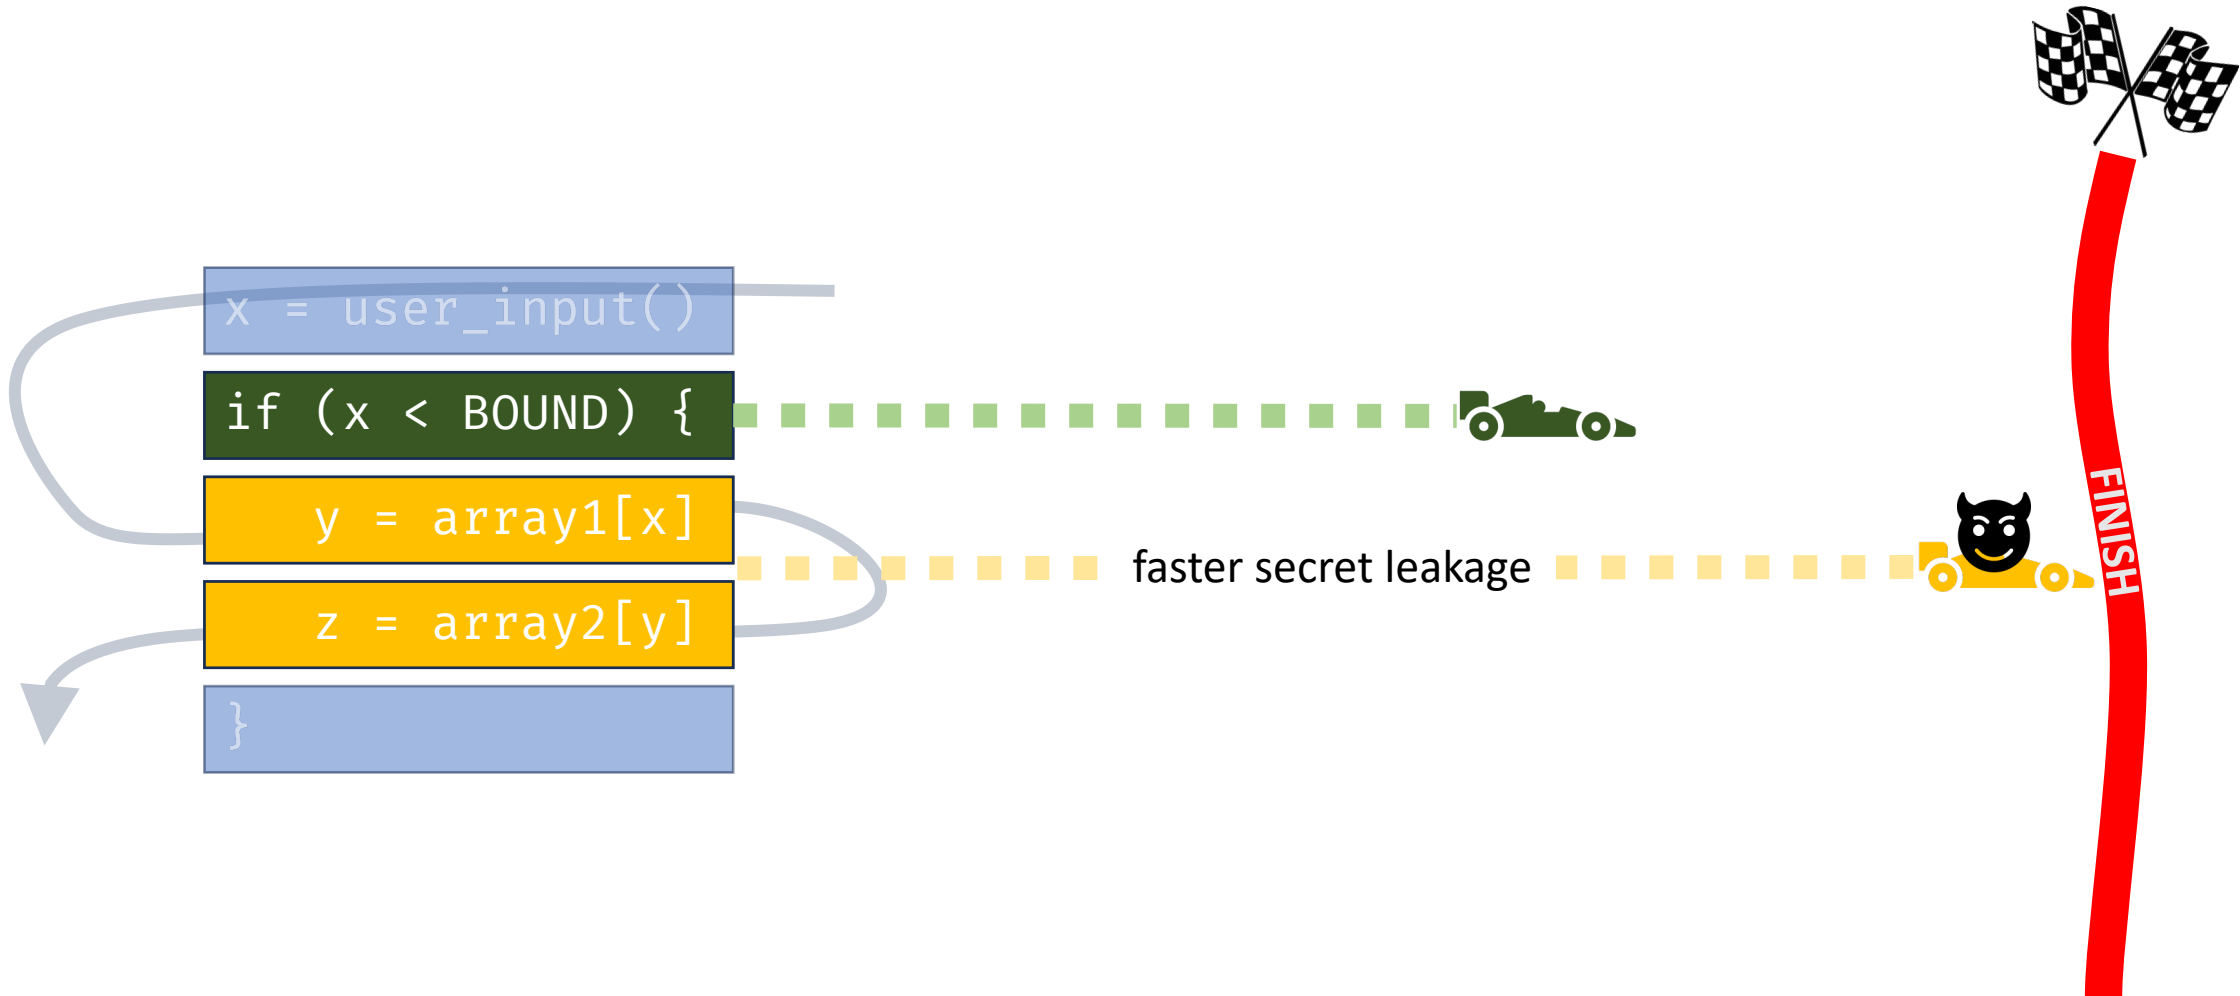 x = user_input()
if (x < BOUND) {
y = array1[x]
faster secret leakage
z = array2[y]
}
FINISH